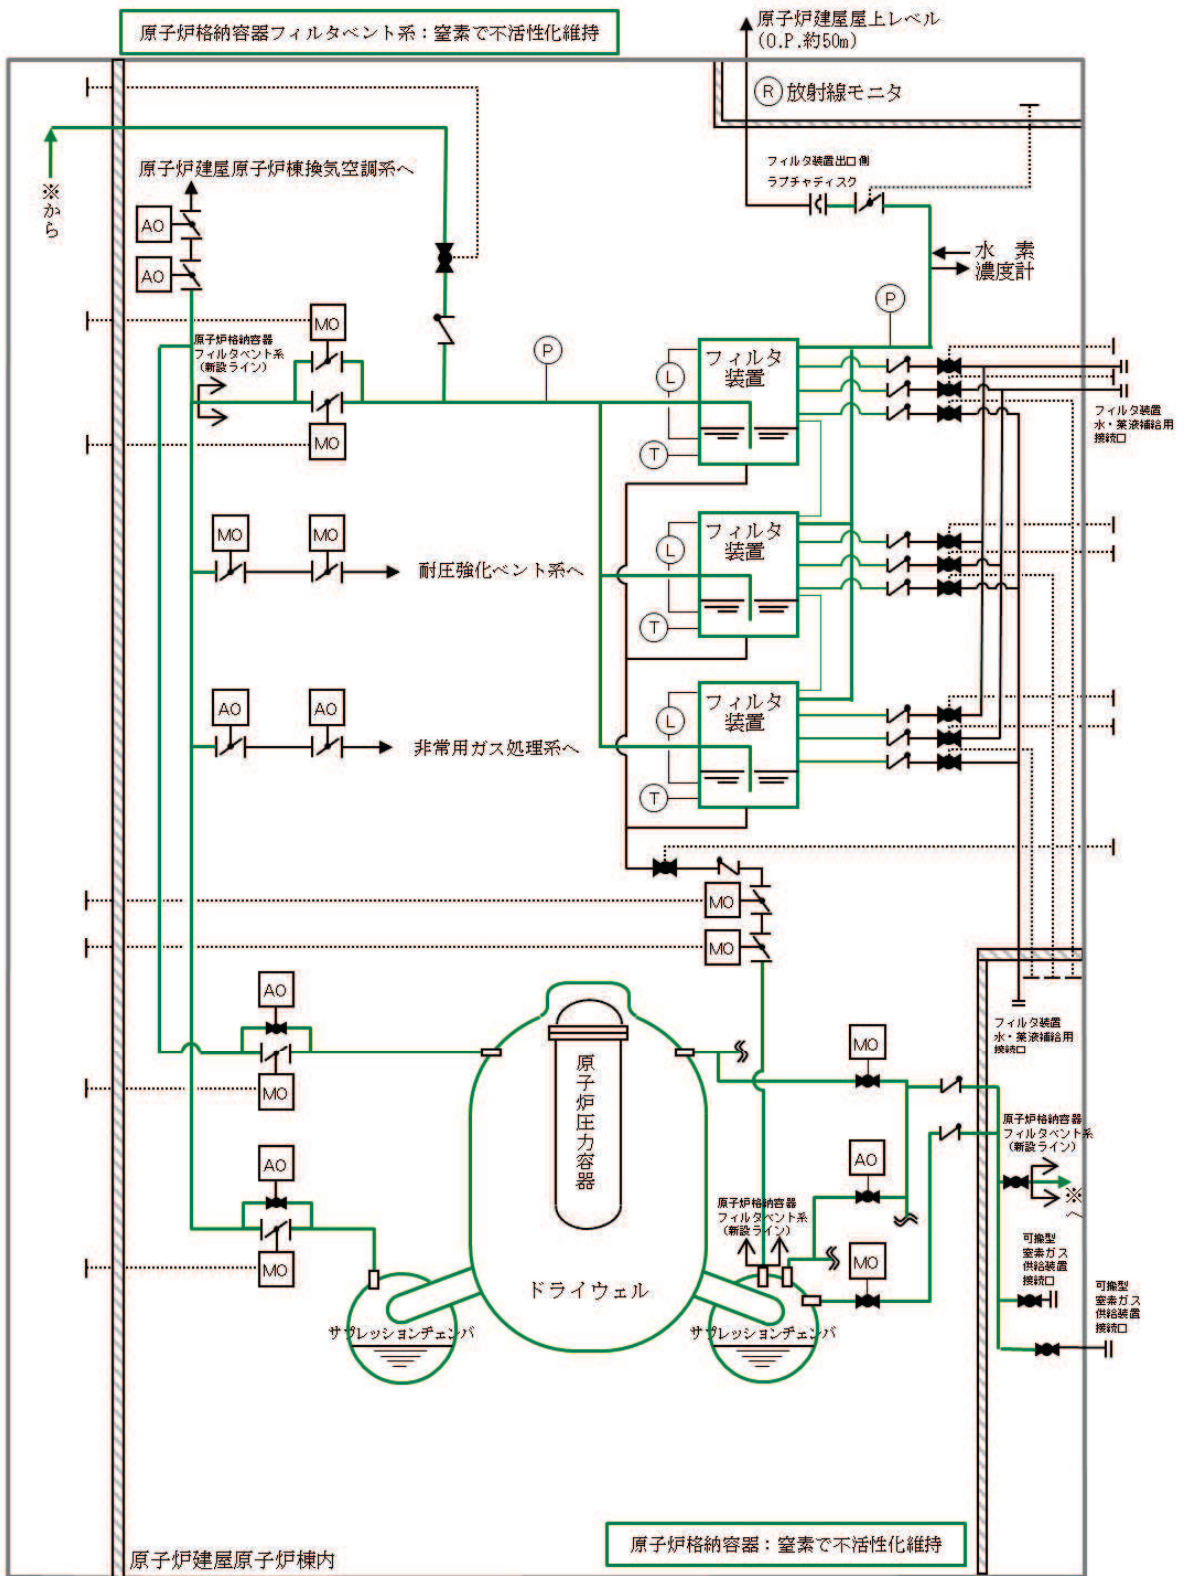 原子炉格納容器フィルタベント系：窒素で不活性化維持
原子炉建屋屋上レベル
(O.P.約50m)
R 放射線モニタ
※から
原子炉建屋原子炉棟換気空調系へ
フィルタ装置出口側
ラプチャディスク
AO
AO
水 素
濃度計
P
MO
原子炉格納容器
フィルタベント系
(新設ライン)
P
MO
フィルタ
装置
L
T
フィルタ装置
水・薬液補給用
接続口
MO
MO
耐圧強化ベント系へ
フィルタ
装置
L
T
AO
AO
非常用ガス処理系へ
フィルタ
装置
L
T
MO
MO
AO
MO
原子炉圧力容器
MO
フィルタ装置
水・薬液補給用
接続口
原子炉格納容器
フィルタベント系
(新設ライン)
※へ
AO
AO
MO
原子炉格納容器
フィルタベント系
(新設ライン)
MO
ドライウェル
サプレッションチェンバ
サプレッションチェンバ
可搬型
窒素ガス
供給装置
接続口
可搬型
窒素ガス
供給装置
接続口
原子炉格納容器：窒素で不活性化維持
原子炉建屋原子炉棟内